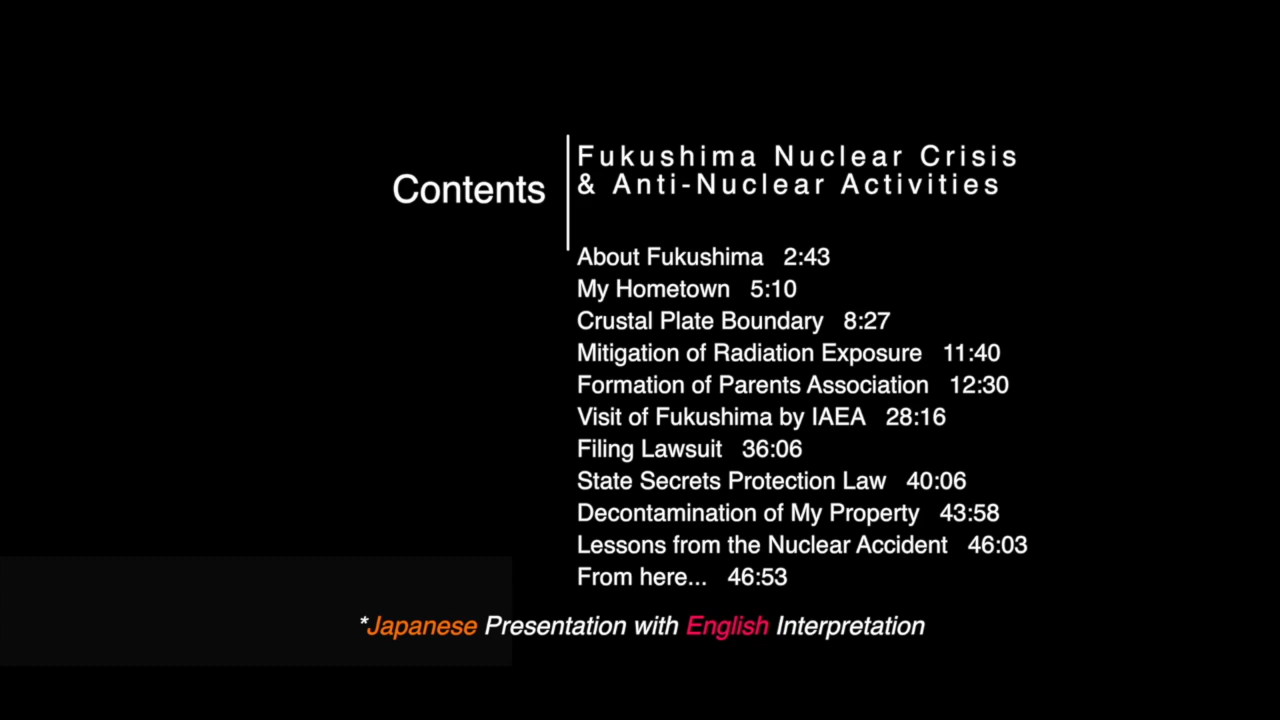 Contents
Fukushima Nuclear Crisis
& Anti-Nuclear Activities
About Fukushima 2:43
My Hometown 5:10
Crustal Plate Boundary 8:27
Mitigation of Radiation Exposure 11:40
Formation of Parents Association 12:30
Visit of Fukushima by IAEA 28:16
Filing Lawsuit 36:06
State Secrets Protection Law 40:06
Decontamination of My Property 43:58
Lessons from the Nuclear Accident 46:03
From here... 46:53
*Japanese Presentation with English Interpretation